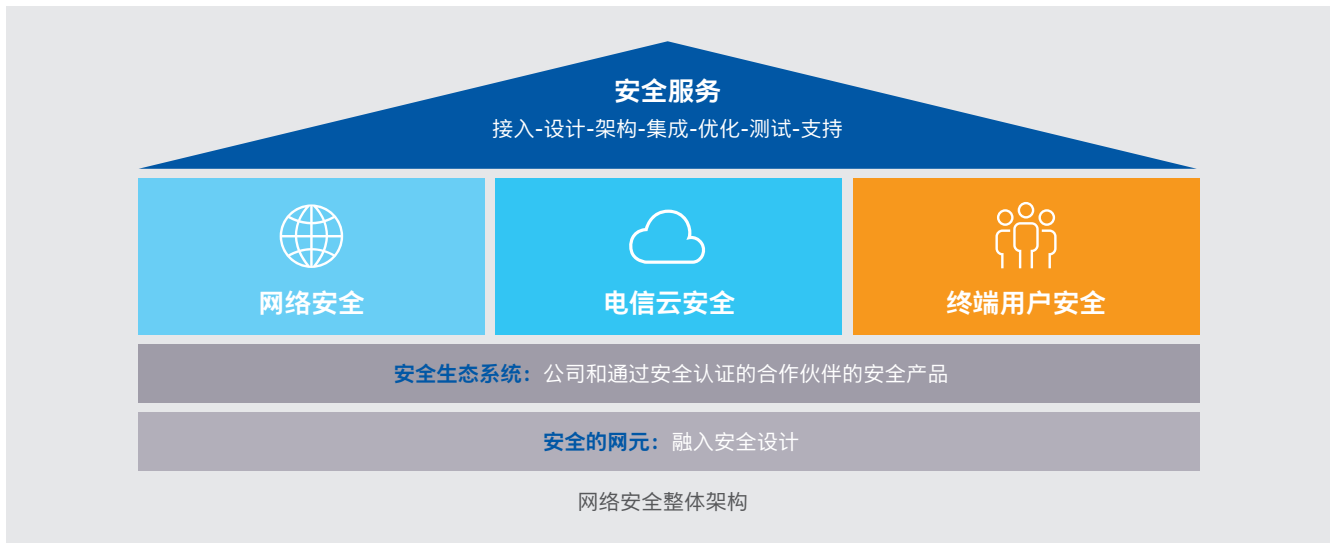 安全服务
接入-设计-架构-集成-优化-测试-支持
网络安全
电信云安全
终端用户安全
安全生态系统：公司和通过安全认证的合作伙伴的安全产品
安全的网元：融入安全设计
网络安全整体架构